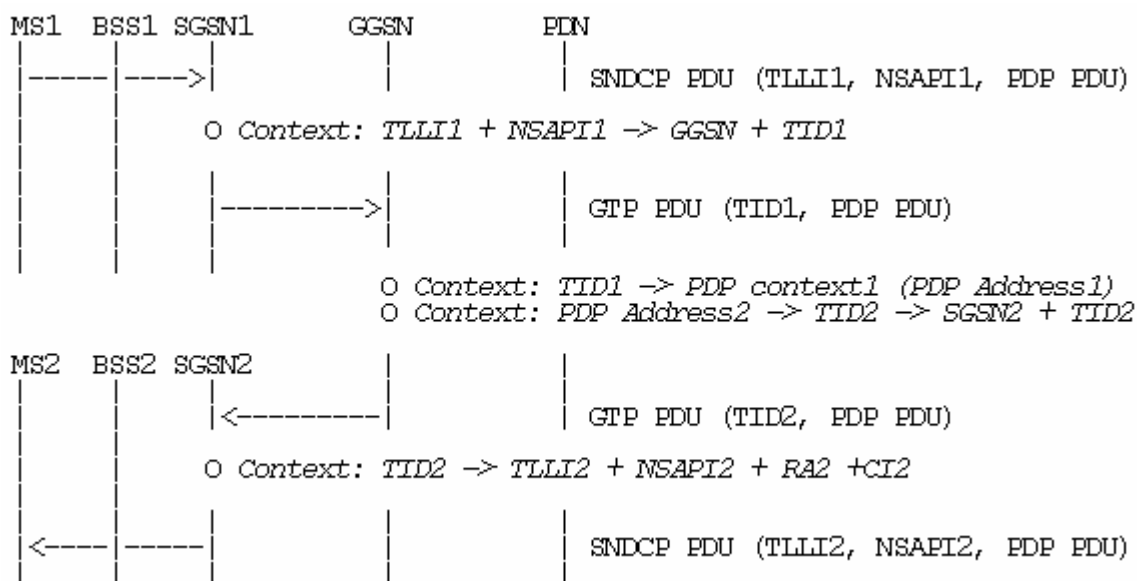 MS1 BSS1 SGSN1 GGSN PDN
SNDCP PDU (TLLI1, NSAPI1, PDP PDU)
O Context: TLLI1 + NSAPI1 -> GGSN + TID1
GTP PDU (TID1, PDP PDU)
O Context: TID1 -> PDP context1 (PDP Address1)
O Context: PDP Address2 -> TID2 -> SGSN2 + TID2
MS2 BSS2 SGSN2
GTP PDU (TID2, PDP PDU)
O Context: TID2 -> TLLI2 + NSAPI2 + RA2 +CI2
SNDCP PDU (TLLI2, NSAPI2, PDP PDU)